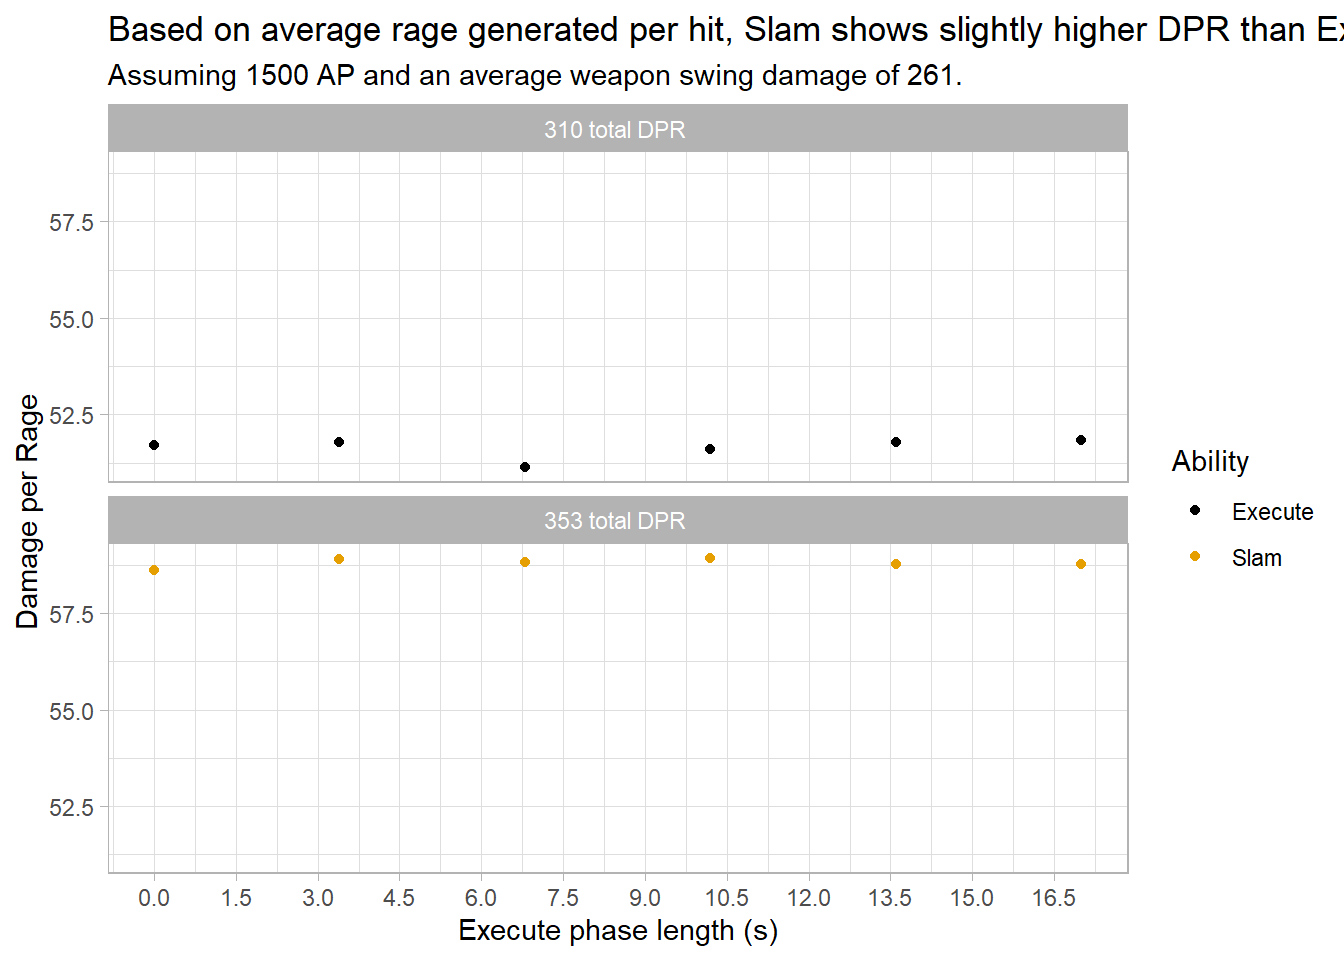 Based on average rage generated per hit, Slam shows slightly higher DPR than
Assuming 1500 AP and an average weapon swing damage of 261.
310 total DPR
57.5
55.0
52.5
353 total DPR
57.5
55.0
52.5
Damage per Rage
0.0 1.5 3.0 4.5 6.0 7.5 9.0 10.5 12.0 13.5 15.0 16.5
Execute phase length (s)
Ability
Execute
Slam